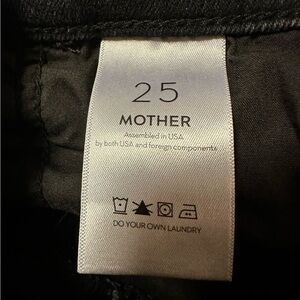 25
MOTHER
Assembled in USA
by both USA and foreign components
DO YOUR OWN LAUNDRY